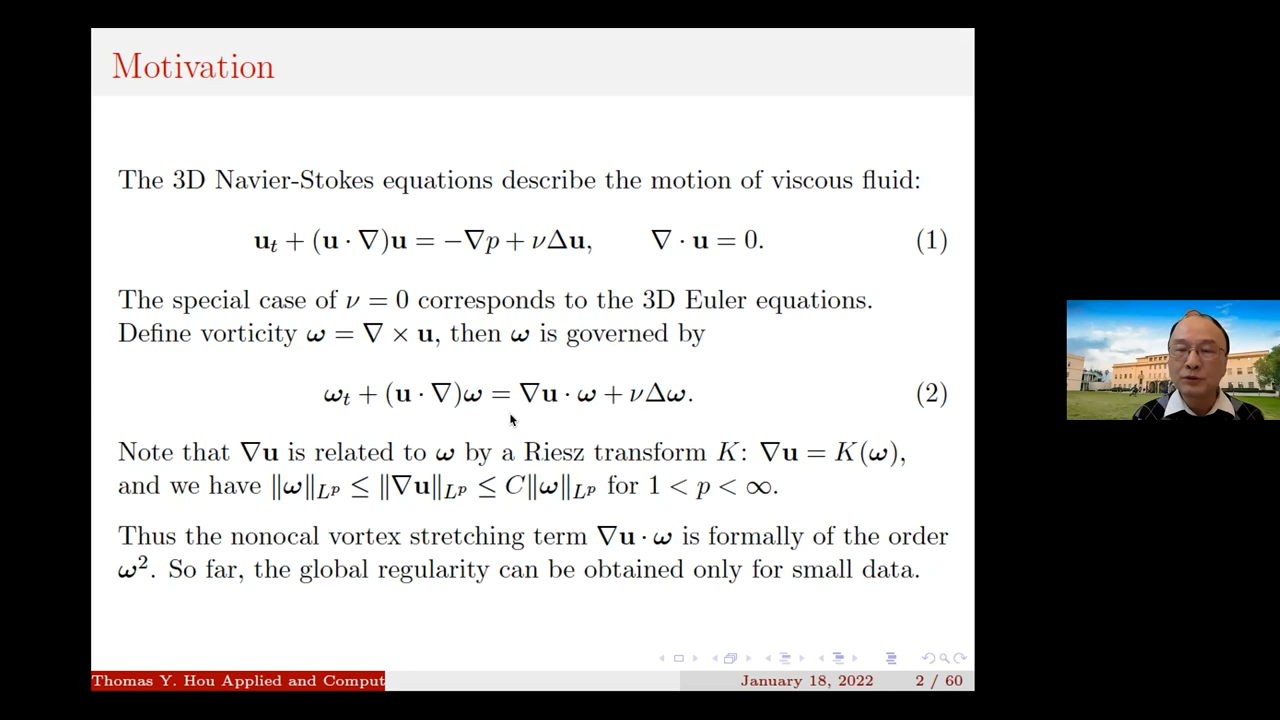 Motivation
The 3D Navier-Stokes equations describe the motion of viscous fluid:
𝐮ₜ + (𝐮 · ∇)𝐮 = −∇p + νΔ𝐮, ∇ · 𝐮 = 0. (1)
The special case of ν = 0 corresponds to the 3D Euler equations.
Define vorticity 𝛚 = ∇ × 𝐮, then 𝛚 is governed by
𝛚ₜ + (𝐮 · ∇)𝛚 = ∇𝐮 · 𝛚 + νΔ𝛚. (2)
Note that ∇𝐮 is related to 𝛚 by a Riesz transform K: ∇𝐮 = K(𝛚),
and we have ‖𝛚‖_{L^p} ≤ ‖∇𝐮‖_{L^p} ≤ C‖𝛚‖_{L^p} for 1 < p < ∞.
Thus the nonocal vortex stretching term ∇𝐮 · 𝛚 is formally of the order
𝛚². So far, the global regularity can be obtained only for small data.
Thomas Y. Hou Applied and Comput January 18, 2022 2 / 60